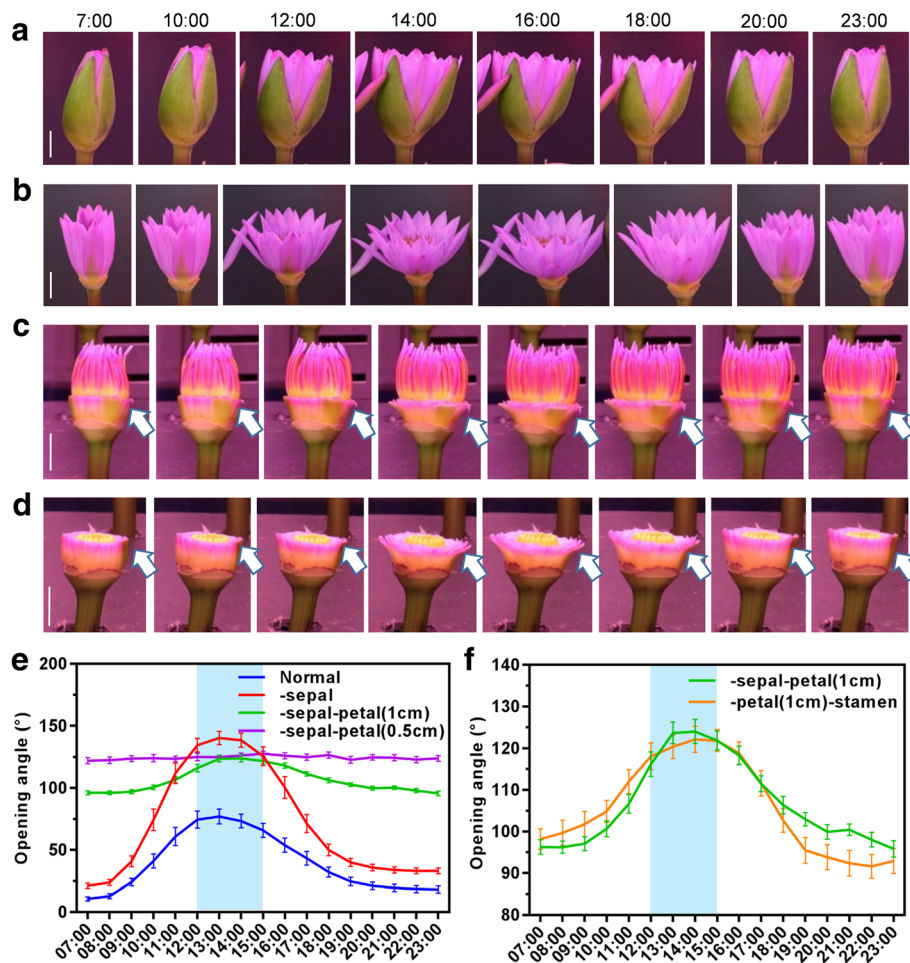 7:00 10:00 12:00 14:00 16:00 18:00 20:00 23:00
a
b
c
d
e
200
150
100
50
0
Opening angle (°)
Normal
-sepal
-sepal-petal(1cm)
-sepal-petal(0.5cm)
07:00 08:00 09:00 10:00 11:00 12:00 13:00 14:00 15:00 16:00 17:00 18:00 19:00 20:00 21:00 22:00 23:00
f
140
130
120
110
100
90
80
Opening angle (°)
-sepal-petal(1cm)
-petal(1cm)-stamen
07:00 08:00 09:00 10:00 11:00 12:00 13:00 14:00 15:00 16:00 17:00 18:00 19:00 20:00 21:00 22:00 23:00